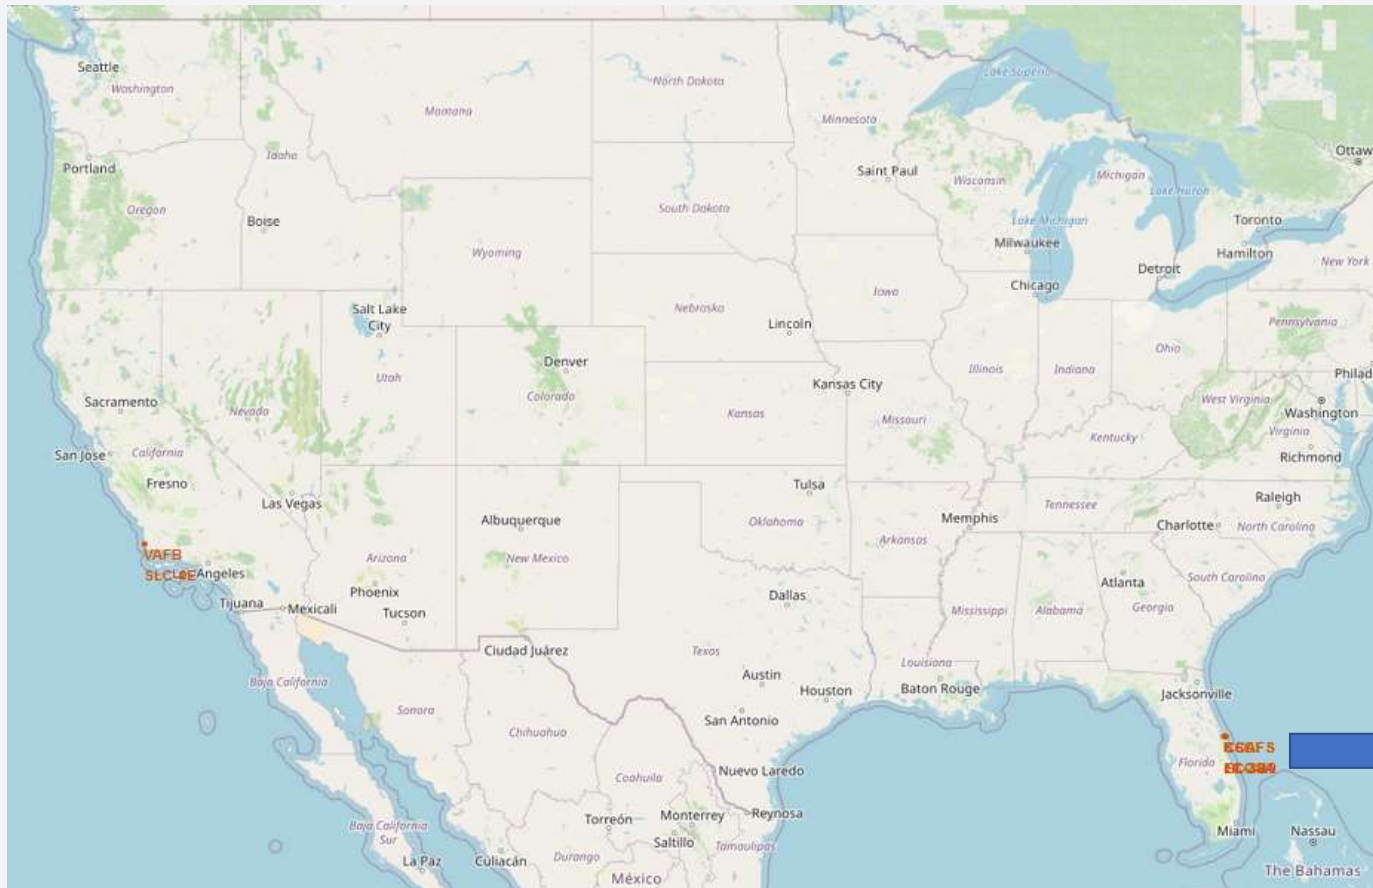 Seattle
Washington
Montana
North Dakota
Minnesota
Lake Superior
Ottaw
Portland
Idaho
Saint Paul
Wisconsin
Michigan
Lake Huron
Oregon
Boise
South Dakota
Lake Michigan
Toronto
Wyoming
Milwaukee
Hamilton
New York
Detroit
Chicago
Iowa
Salt Lake
City
Nebraska
Lincoln
Pennsylvania
Ohio
Denver
Utah
Illinois
Indiana
Philad
Kansas City
Colorado
Sacramento
Nevada
Kansas
Missouri
West Virginia
Washington
Kentucky
Virginia
San Jose
California
Richmond
Fresno
Las Vegas
Tulsa
Raleigh
Albuquerque
Oklahoma
Memphis
Tennessee
Charlotte
North Carolina
Arkansas
VAFB
Arizona
New Mexico
SLC-4E
Angeles
Phoenix
Dallas
Atlanta
South Carolina
Tijuana
Mexicali
Tucson
Mississippi
Alabama
Georgia
Ciudad Juárez
Texas
Louisiana
Baja California
Austin
Houston
Baton Rouge
Jacksonville
Sonora
San Antonio
Chihuahua
Florida
Coahuila
Nuevo Laredo
Baja California
Sur
Torreón
Monterrey
Reynosa
Saltillo
Tamaulipas
Miami
Nassau
La Paz
Culiacán
Durango
México
The Bahamas